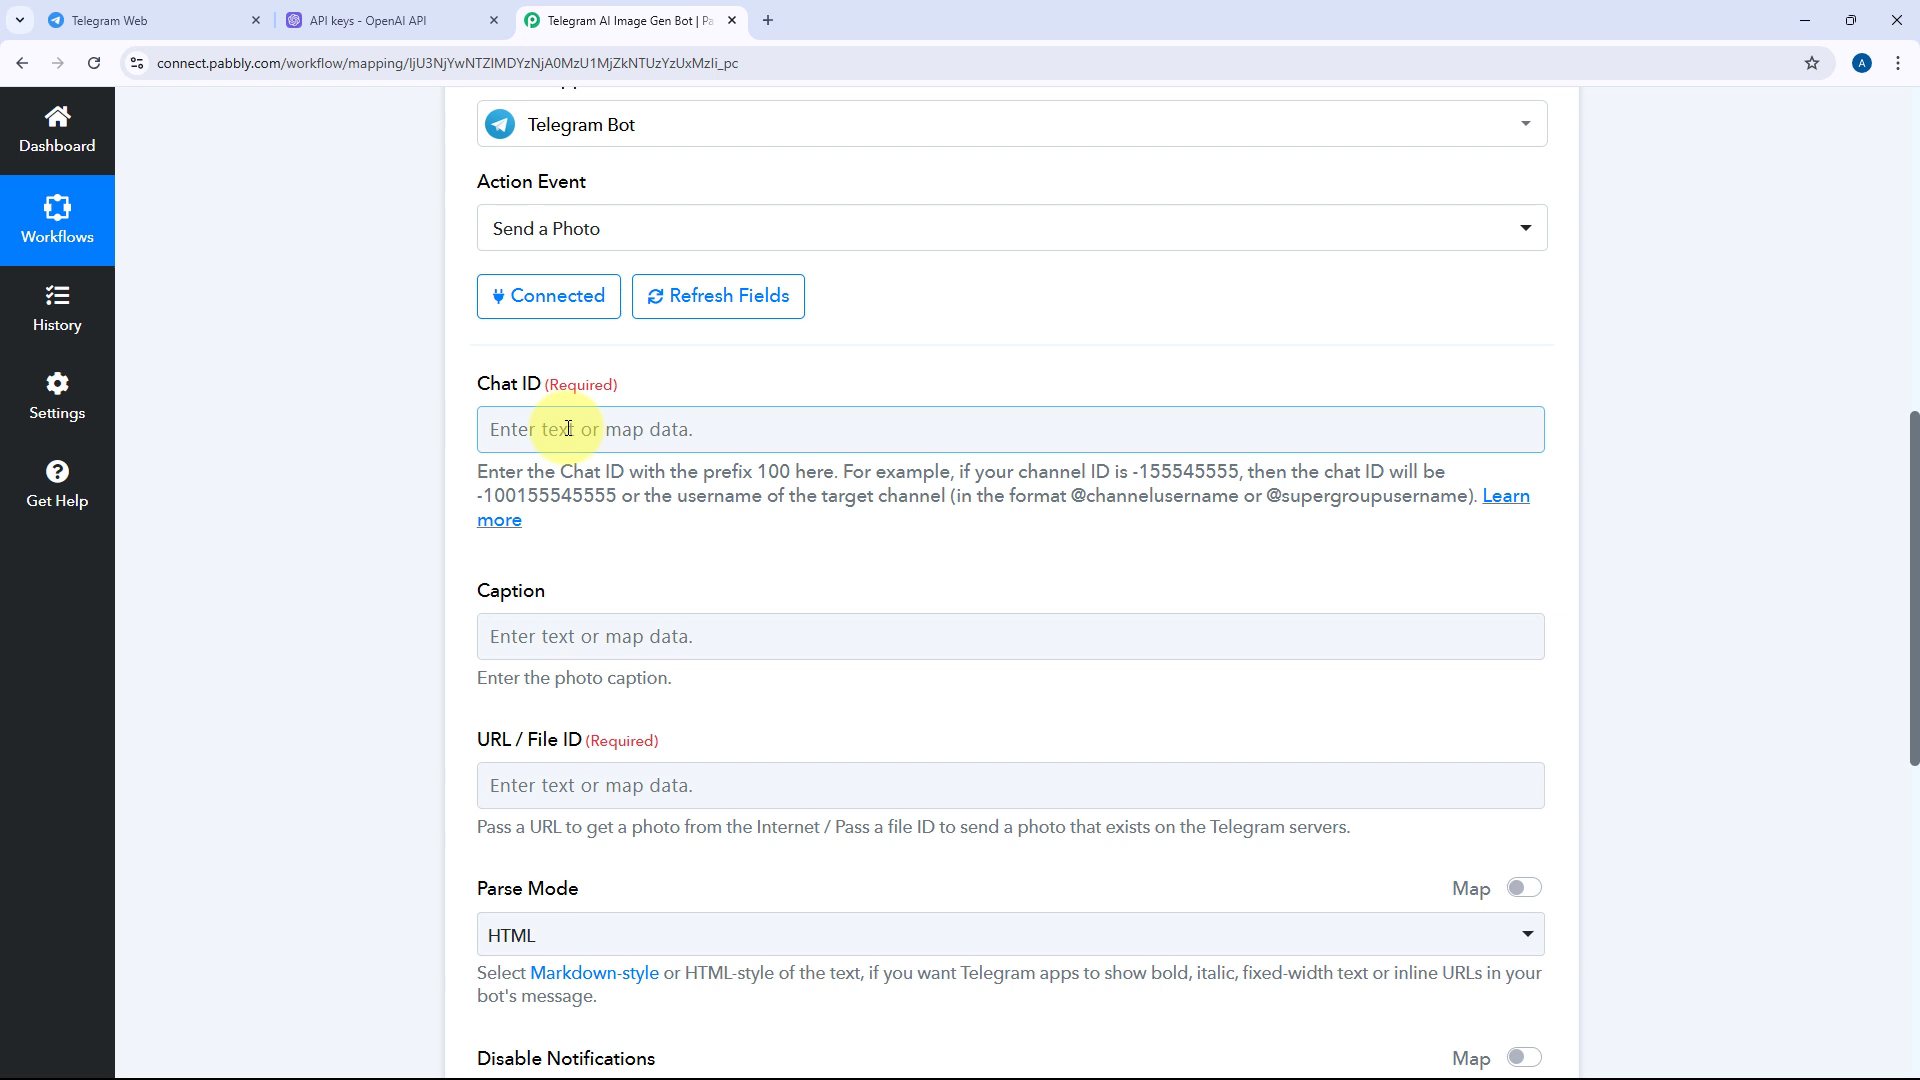 Telegram Web
API keys - OpenAI API
Telegram AI Image Gen Bot | Pa
connect.pabbly.com/workflow/mapping/IjU3NjYwNTZlMDYzNjA0MzU1MjZkNTUzYzUxMzIi_pc
A
Dashboard
Workflows
History
Settings
Get Help
Telegram Bot
Action Event
Send a Photo
Connected
Refresh Fields
Chat ID (Required)
Enter text or map data.
Enter the Chat ID with the prefix 100 here. For example, if your channel ID is -155545555, then the chat ID will be
-100155545555 or the username of the target channel (in the format @channelusername or @supergroupusername). Learn
more
Caption
Enter text or map data.
Enter the photo caption.
URL / File ID (Required)
Enter text or map data.
Pass a URL to get a photo from the Internet / Pass a file ID to send a photo that exists on the Telegram servers.
Parse Mode
Map
HTML
Select Markdown-style or HTML-style of the text, if you want Telegram apps to show bold, italic, fixed-width text or inline URLs in your
bot's message.
Disable Notifications
Map